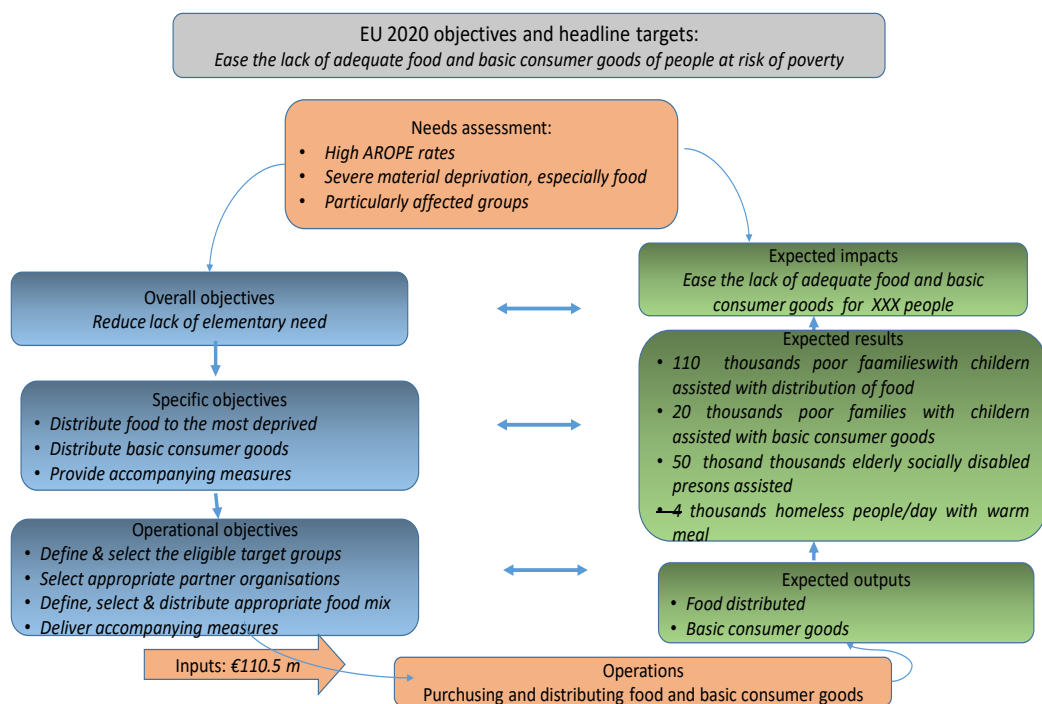 EU 2020 objectives and headline targets:
Ease the lack of adequate food and basic consumer goods of people at risk of poverty
Needs assessment:
• High AROPE rates
• Severe material deprivation, especially food
• Particularly affected groups
Overall objectives
Reduce lack of elementary need
Specific objectives
• Distribute food to the most deprived
• Distribute basic consumer goods
• Provide accompanying measures
Operational objectives
• Define & select the eligible target groups
• Select appropriate partner organisations
• Define, select & distribute appropriate food mix
• Deliver accompanying measures
Inputs: €110.5 m
Operations
Purchusing and distributing food and basic consumer goods
Expected impacts
Ease the lack of adequate food and basic
consumer goods for XXX people
Expected results
• 110 thousands poor faamilieswith childern
assisted with distribution of food
• 20 thousands poor families with childern
assisted with basic consumer goods
• 50 thosand thousands elderly socially disabled
presons assisted
• 4 thousands homeless people/day with warm
meal
Expected outputs
• Food distributed
• Basic consumer goods